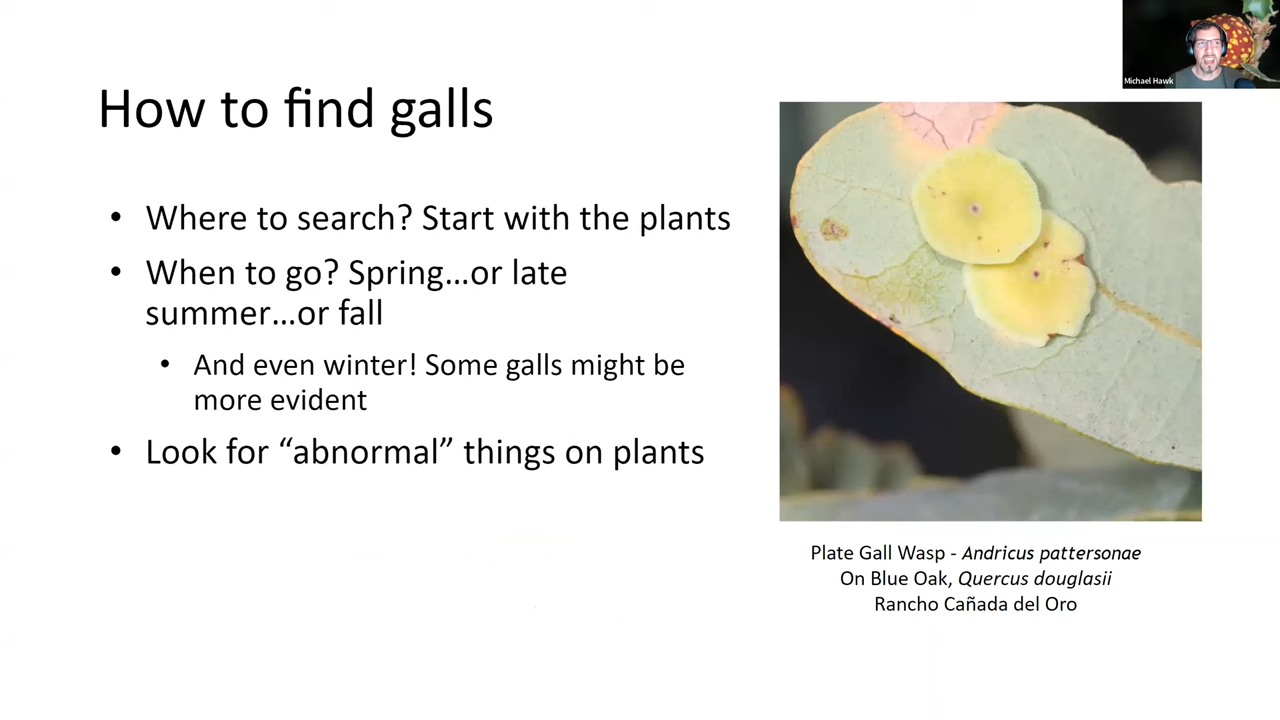 Michael Hawk
How to find galls
• Where to search? Start with the plants
• When to go? Spring…or late
summer…or fall
• And even winter! Some galls might be
more evident
• Look for “abnormal” things on plants
Plate Gall Wasp - Andricus pattersonae
On Blue Oak, Quercus douglasii
Rancho Cañada del Oro